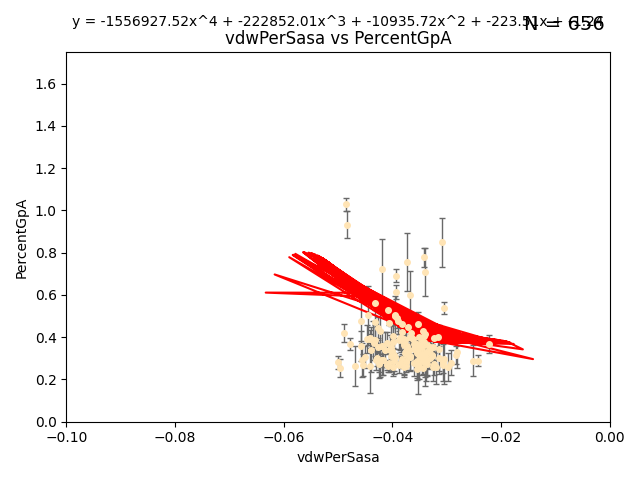 y = -1556927.52x^4 + -222852.01x^3 + -10935.72x^2 +
N = 656
vdwPerSasa vs PercentGpA
1.6
1.4
1.2
1.0
0.8
0.6
0.4
0.2
0.0
PercentGpA
−0.10 −0.08 −0.06 −0.04 −0.02 0.00
vdwPerSasa